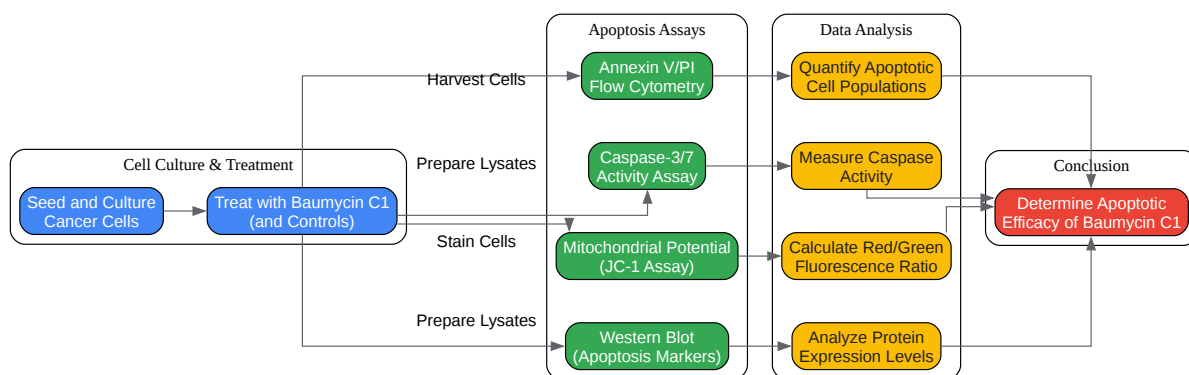 Cell Culture & Treatment
Seed and Culture
Cancer Cells
Treat with Baumycin C1
(and Controls)
Harvest Cells
Prepare Lysates
Stain Cells
Prepare Lysates
Apoptosis Assays
Annexin V/PI
Flow Cytometry
Caspase-3/7
Activity Assay
Mitochondrial Potential
(JC-1 Assay)
Western Blot
(Apoptosis Markers)
Data Analysis
Quantify Apoptotic
Cell Populations
Measure Caspase
Activity
Calculate Red/Green
Fluorescence Ratio
Analyze Protein
Expression Levels
Conclusion
Determine Apoptotic
Efficacy of Baumycin C1